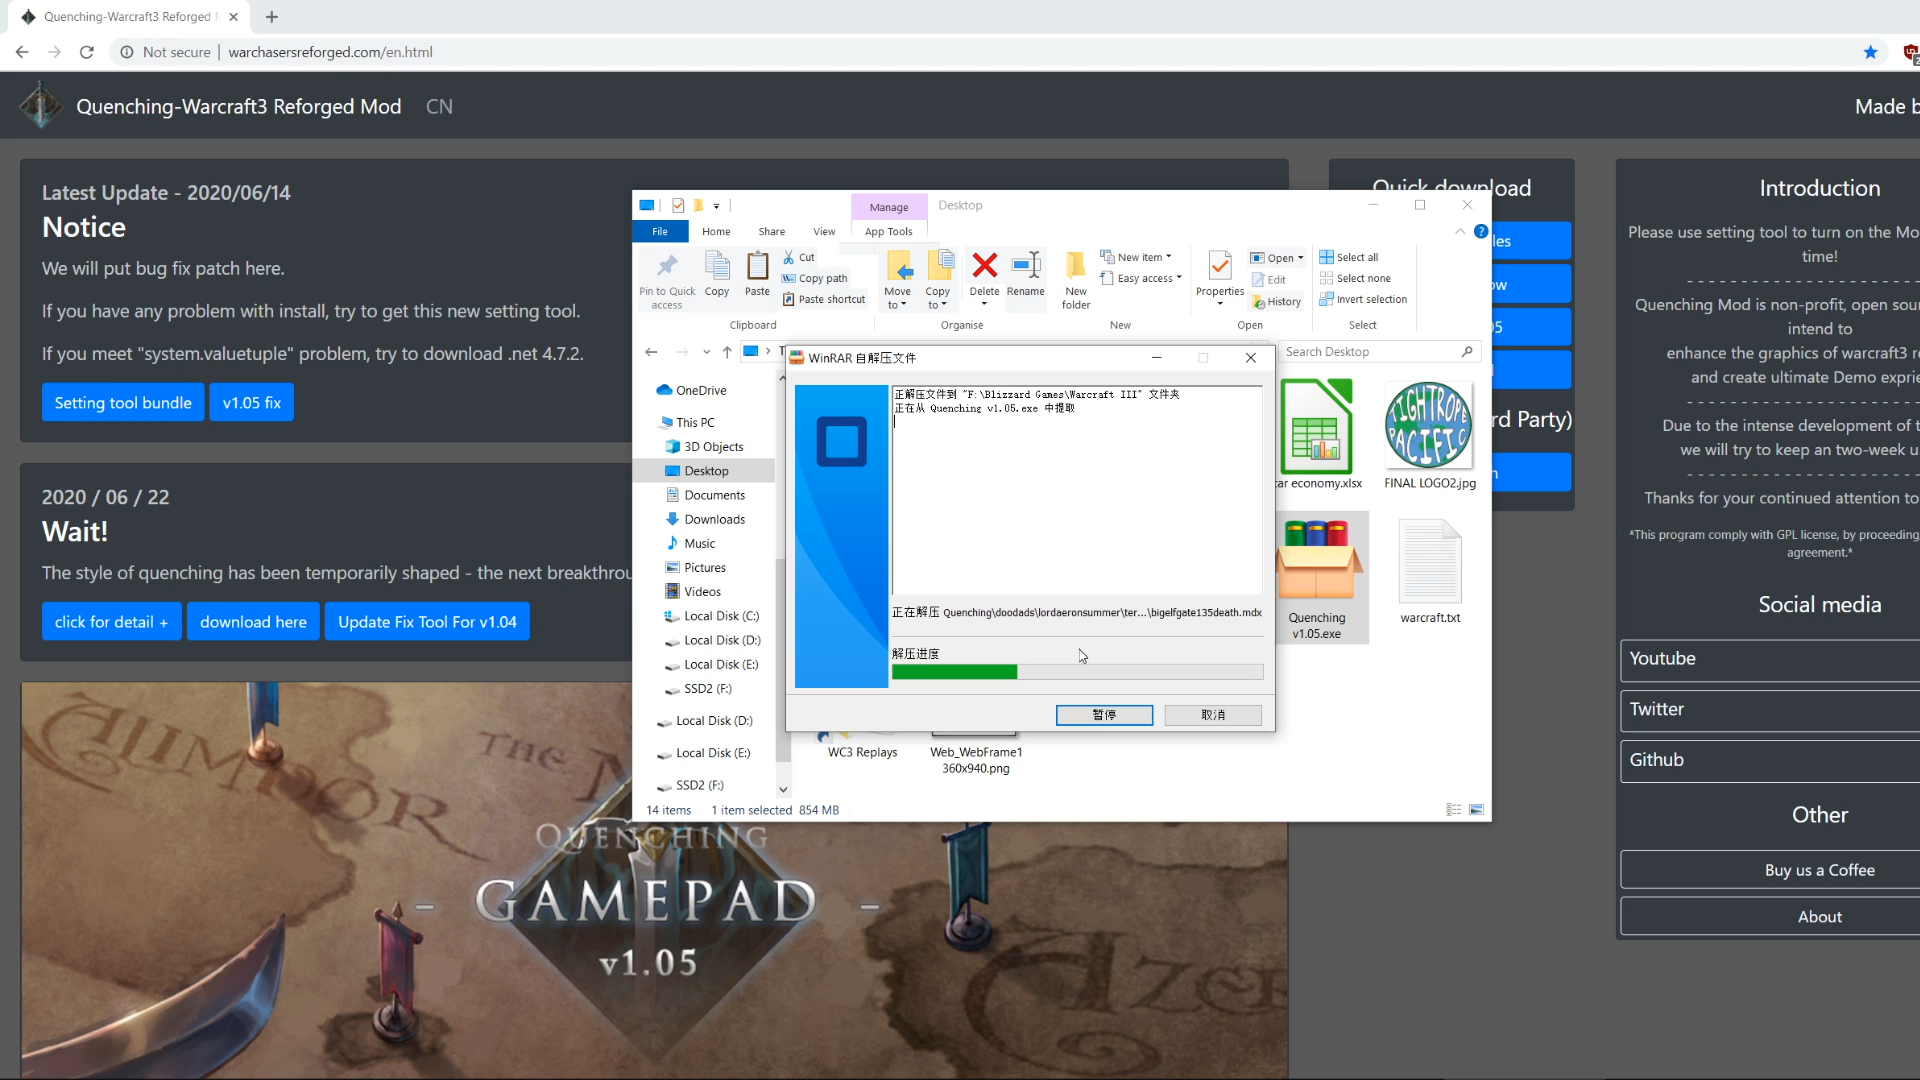 Quenching-Warcraft3 Reforged
Not secure | warchasersreforged.com/en.html
Quenching-Warcraft3 Reforged Mod CN
Made b
Latest Update - 2020/06/14
Notice
We will put bug fix patch here.
If you have any problem with install, try to get this new setting tool.
If you meet "system.valuetuple" problem, try to download .net 4.7.2.
Setting tool bundle
v1.05 fix
2020 / 06 / 22
Wait!
The style of quenching has been temporarily shaped - the next breakthrou
click for detail +
download here
Update Fix Tool For v1.04
Manage
Desktop
File
Home
Share
View
App Tools
Pin to Quick access
Copy
Paste
Cut
Copy path
Paste shortcut
Clipboard
Move to
Copy to
Delete
Rename
Organise
New folder
New item
Easy access
New
Properties
Open
Edit
History
Open
Select all
Select none
Invert selection
Select
Search Desktop
OneDrive
This PC
3D Objects
Desktop
Documents
Downloads
Music
Pictures
Videos
Local Disk (C:)
Local Disk (D:)
Local Disk (E:)
SSD2 (F:)
Local Disk (D:)
Local Disk (E:)
SSD2 (F:)
WinRAR 自解压文件
正解压文件到 "F:\Blizzard Games\Warcraft III" 文件夹
正在从 Quenching v1.05.exe 中提取
正在解压 Quenching\doodads\lordaeronsummer\ter...\bigelfgate135death.mdx
解压进度
暂停
取消
ar economy.xlsx
TIGHTROPE PACIFIC
FINAL LOGO2.jpg
Quenching
v1.05.exe
warcraft.txt
WC3 Replays
Web_WebFrame1
360x940.png
14 items
1 item selected 854 MB
Quick download
les
ow
05
rd Party)
n
Introduction
Please use setting tool to turn on the Mo
time!
Quenching Mod is non-profit, open sour
intend to
enhance the graphics of warcraft3 r
and create ultimate Demo exprie
Due to the intense development of t
we will try to keep an two-week u
Thanks for your continued attention to
*This program comply with GPL license, by proceeding,
agreement.*
Social media
Youtube
Twitter
Github
Other
Buy us a Coffee
About
THE
QUENCHING
- GAMEPAD -
v1.05